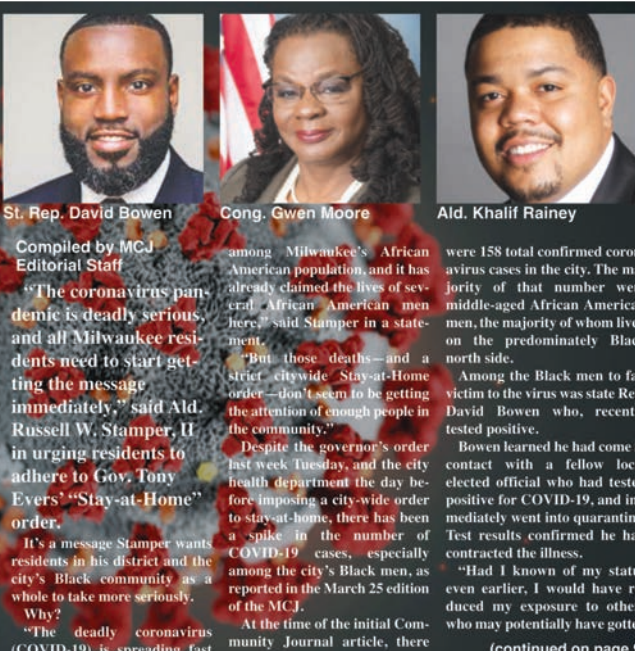 St. Rep. David Bowen
Cong. Gwen Moore
Ald. Khalif Rainey
Compiled by MCJ
Editorial Staff
“The coronavirus pan-
demic is deadly serious,
and all Milwaukee resi-
dents need to start get-
ting the message
immediately,” said Ald.
Russell W. Stamper, II
in urging residents to
adhere to Gov. Tony
Evers’ “Stay-at-Home”
order.
It’s a message Stamper wants
residents in his district and the
city’s Black community as a
whole to take more seriously.
Why?
“The deadly coronavirus
(COVID-19) is spreading fast
among Milwaukee’s African
American population, and it has
already claimed the lives of sev-
eral African American men
here,” said Stamper in a state-
ment.
“But those deaths—and a
strict citywide Stay-at-Home
order—don’t seem to be getting
the attention of enough people in
the community.”
Despite the governor’s order
last week Tuesday, and the city
health department the day be-
fore imposing a city-wide order
to stay-at-home, there has been
a spike in the number of
COVID-19 cases, especially
among the city’s Black men, as
reported in the March 25 edition
of the MCJ.
At the time of the initial Com-
munity Journal article, there
were 158 total confirmed coron
avirus cases in the city. The m
jority of that number wer
middle-aged African America
men, the majority of whom live
on the predominately Blac
north side.
Among the Black men to fa
victim to the virus was state Re
David Bowen who, recent
tested positive.
Bowen learned he had come
contact with a fellow loc
elected official who had teste
positive for COVID-19, and in
mediately went into quarantin
Test results confirmed he ha
contracted the illness.
“Had I known of my statu
even earlier, I would have r
duced my exposure to othe
who may potentially have gotte
(continued on page